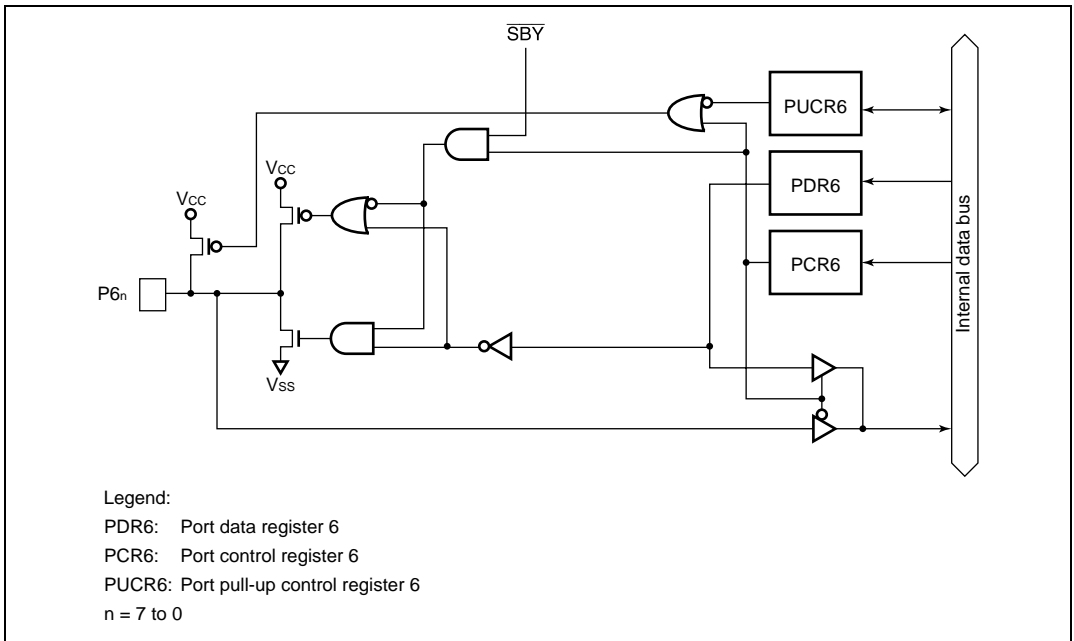 SBY
PUCR6
VCC
PDR6
VCC
PCR6
P6n
Internal data bus
VSS
Legend:
PDR6: Port data register 6
PCR6: Port control register 6
PUCR6: Port pull-up control register 6
n = 7 to 0